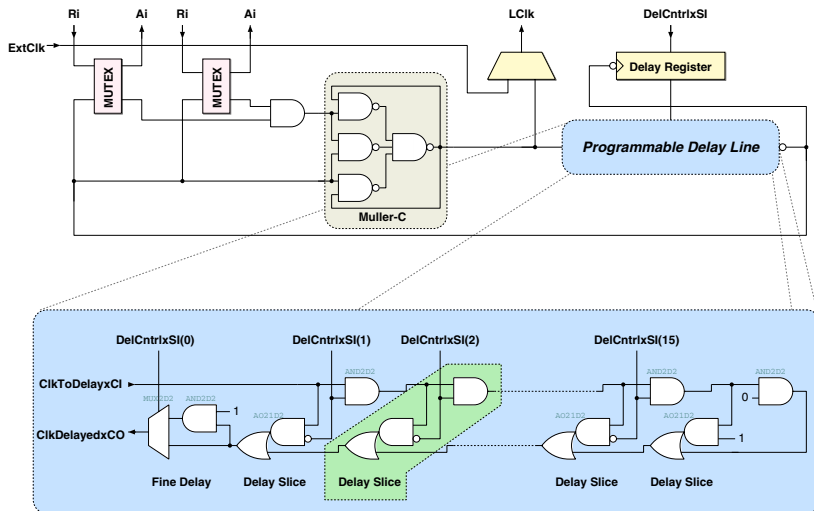 Ri Ai Ri Ai LClk DelCntrlxSI
ExtClk
MUTEX MUTEX Delay Register
Programmable Delay Line
Muller-C
DelCntrlxSI(0) DelCntrlxSI(1) DelCntrlxSI(2) DelCntrlxSI(15)
AND2D2 AND2D2 AND2D2
ClkToDelayxCI
MUX2D2 AND2D2 0
1 AO21D2 AO21D2 AO21D2 AO21D2
ClkDelayedxCO 1
Fine Delay Delay Slice Delay Slice Delay Slice Delay Slice